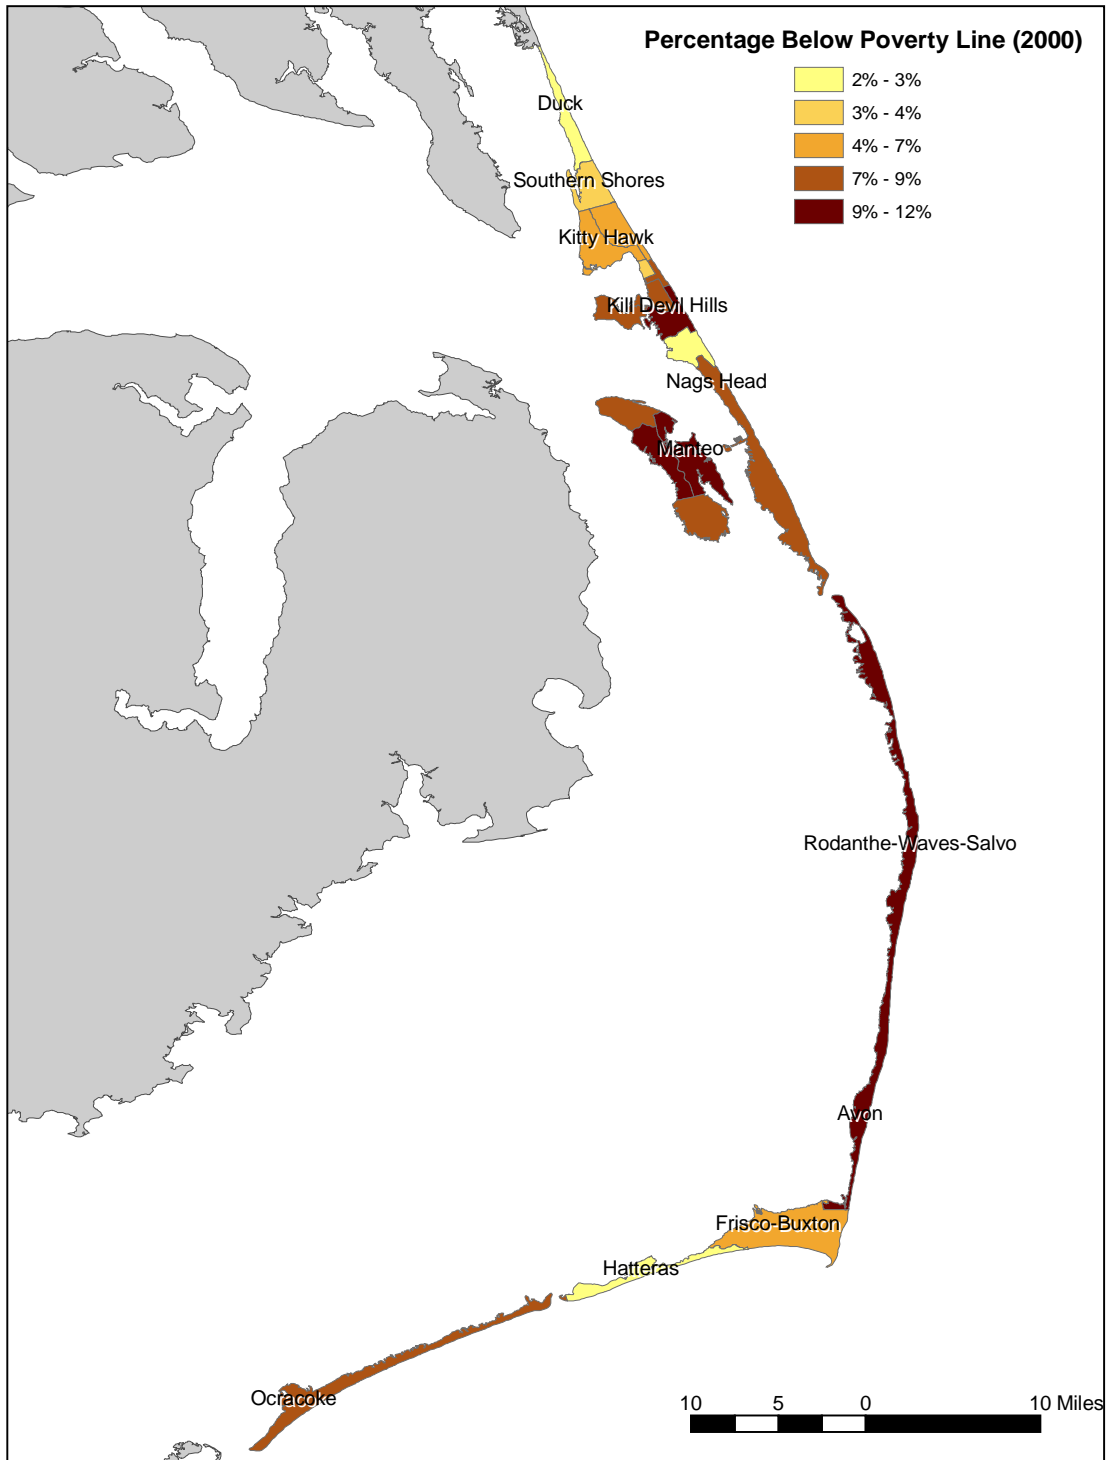 Percentage Below Poverty Line (2000)
2% - 3%
3% - 4%
4% - 7%
7% - 9%
9% - 12%
Duck
Southern Shores
Kitty Hawk
Kill Devil Hills
Nags Head
Manteo
Rodanthe-Waves-Salvo
Avon
Frisco-Buxton
Hatteras
Ocracoke
10 5 0 10 Miles